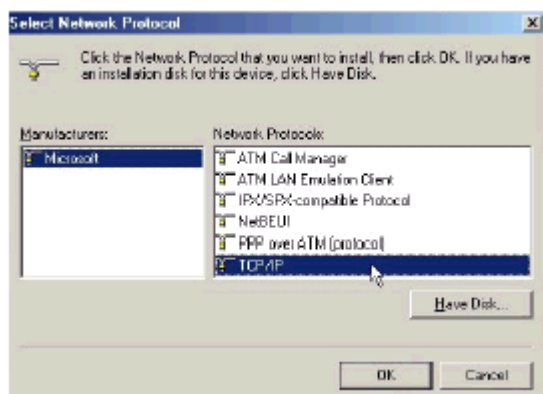 Select Network Protocol
Click the Network Protocol that you want to install, then click OK. If you have
an installation disk for this device, click Have Disk.
Manufacturers:
Microsoft
Network Protocols:
ATM Call Manager
ATM LAN Emulation Client
IPX/SPX-compatible Protocol
NetBEUI
PPP over ATM (protocol)
TCP/IP
Have Disk...
OK
Cancel